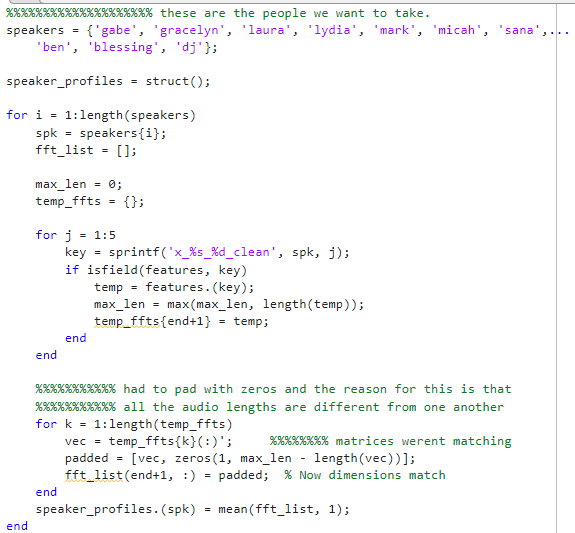 %%%%%%%%%%%%%%%%%%%% these are the people we want to take.
speakers = {'gabe', 'gracelyn', 'laura', 'lydia', 'mark', 'micah', 'sana',...
    'ben', 'blessing', 'dj'};

speaker_profiles = struct();

for i = 1:length(speakers)
    spk = speakers{i};
    fft_list = [];

    max_len = 0;
    temp_ffts = {};

    for j = 1:5
        key = sprintf('x_%s_%d_clean', spk, j);
        if isfield(features, key)
            temp = features.(key);
            max_len = max(max_len, length(temp));
            temp_ffts{end+1} = temp;
        end
    end

    %%%%%%%%%%% had to pad with zeros and the reason for this is that
    %%%%%%%%%%% all the audio lengths are different from one another
    for k = 1:length(temp_ffts)
        vec = temp_ffts{k}(:)';     %%%%%%%% matrices werent matching
        padded = [vec, zeros(1, max_len - length(vec))];
        fft_list(end+1, :) = padded;  % Now dimensions match
    end
    speaker_profiles.(spk) = mean(fft_list, 1);
end